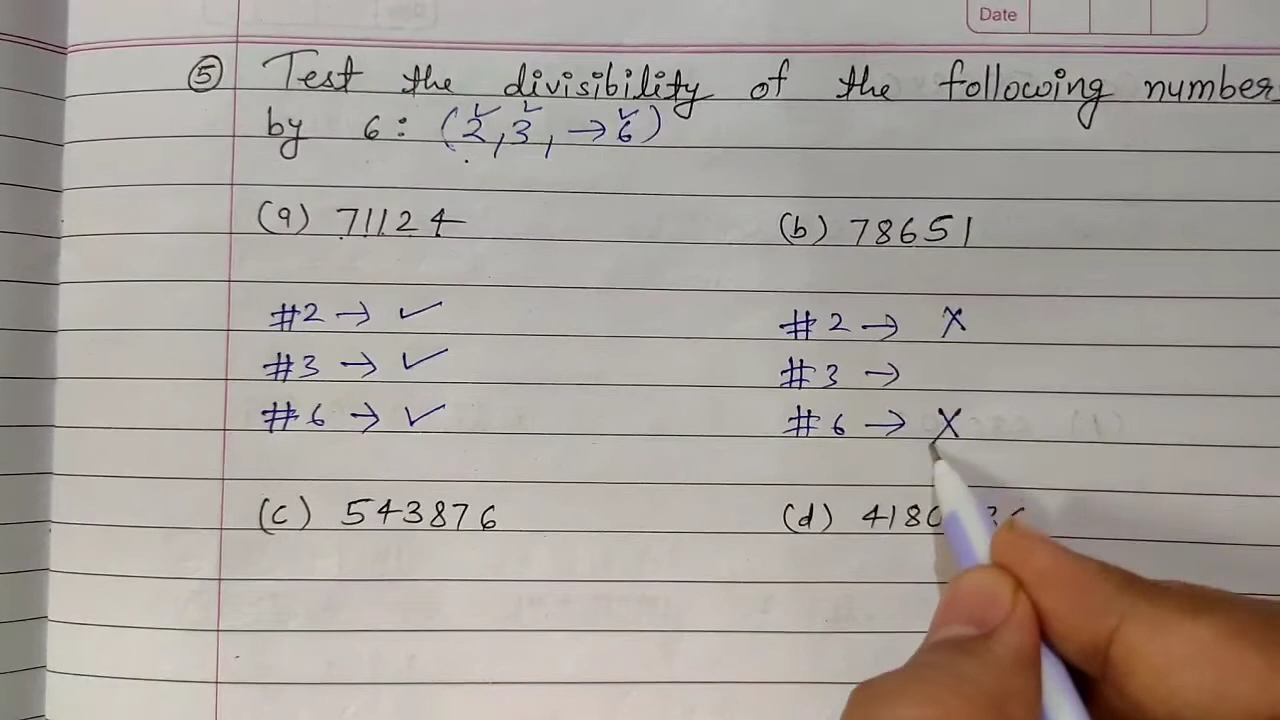 Date
⑤ Test the divisibility of the following number
by 6: (2✓, 3✓, → 6✓)
(a) 71124
(b) 78651
#2 → ✓
#3 → ✓
#6 → ✓
#2 → X
#3 →
#6 → X
(c) 543876
(d) 4180